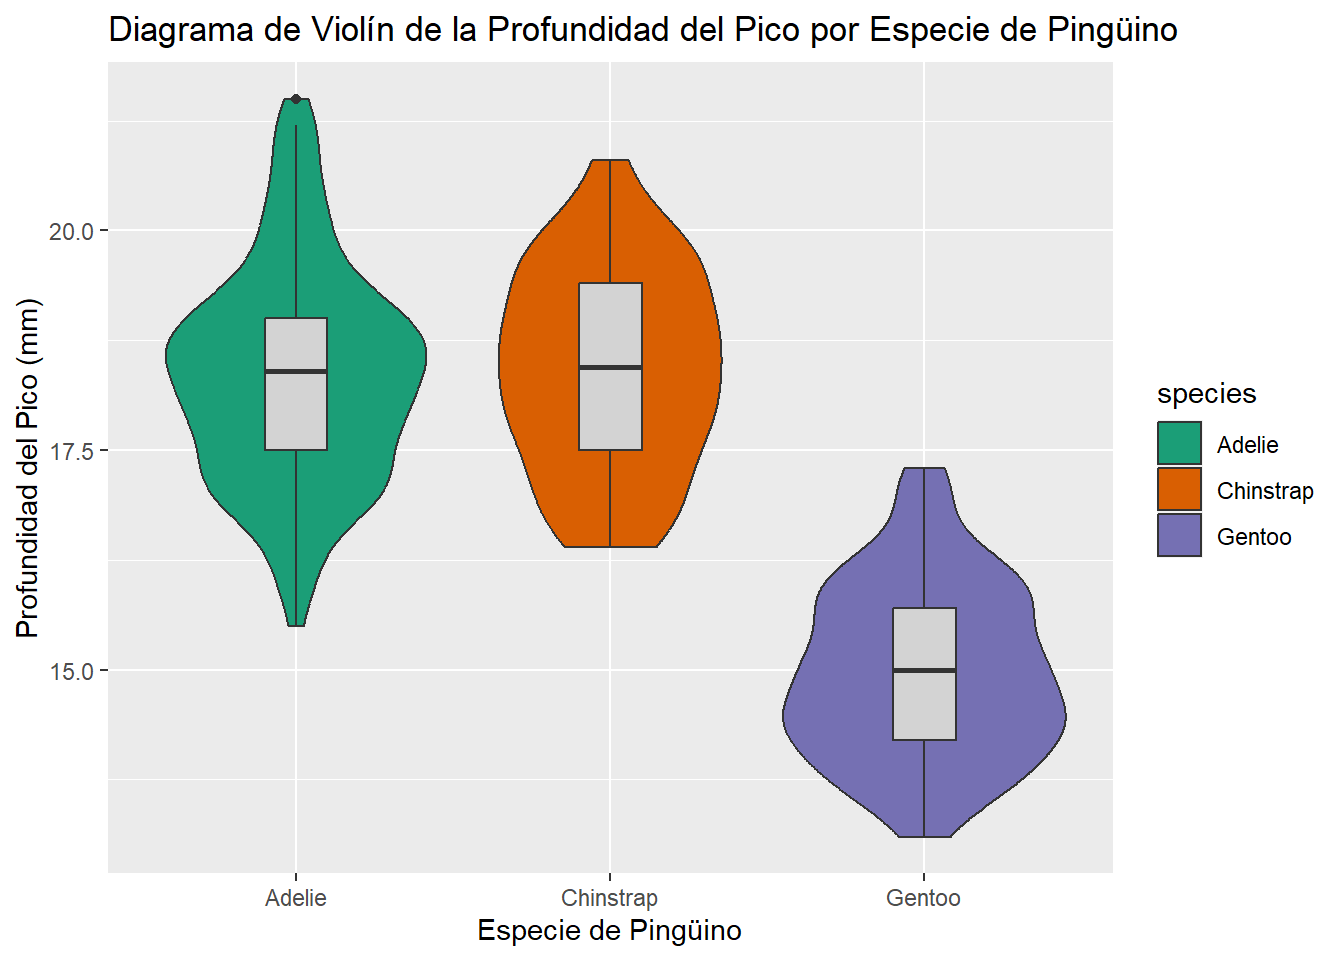 Diagrama de Violín de la Profundidad del Pico por Especie de Pingüino
Profundidad del Pico (mm)
20.0
17.5
15.0
Adelie
Chinstrap
Gentoo
Especie de Pingüino
species
Adelie
Chinstrap
Gentoo